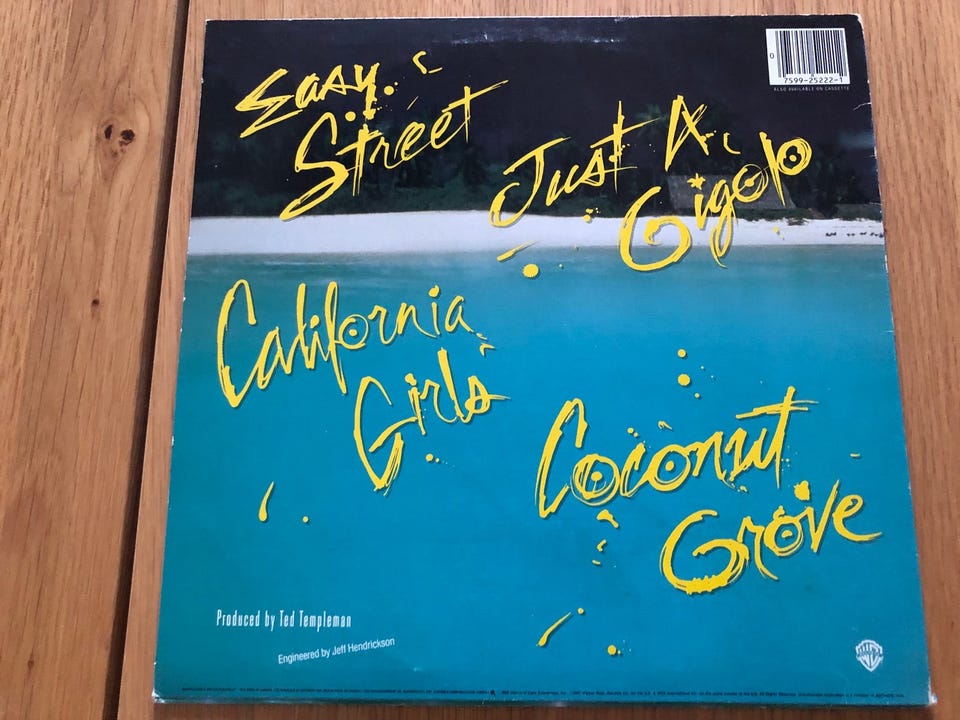 0
7599-25222-1
ALSO AVAILABLE ON CASSETTE
Easy
Street
Just A
Gigolo
California
Girls
Coconut
Grove
Produced by Ted Templeman
Engineered by Jeff Hendrickson